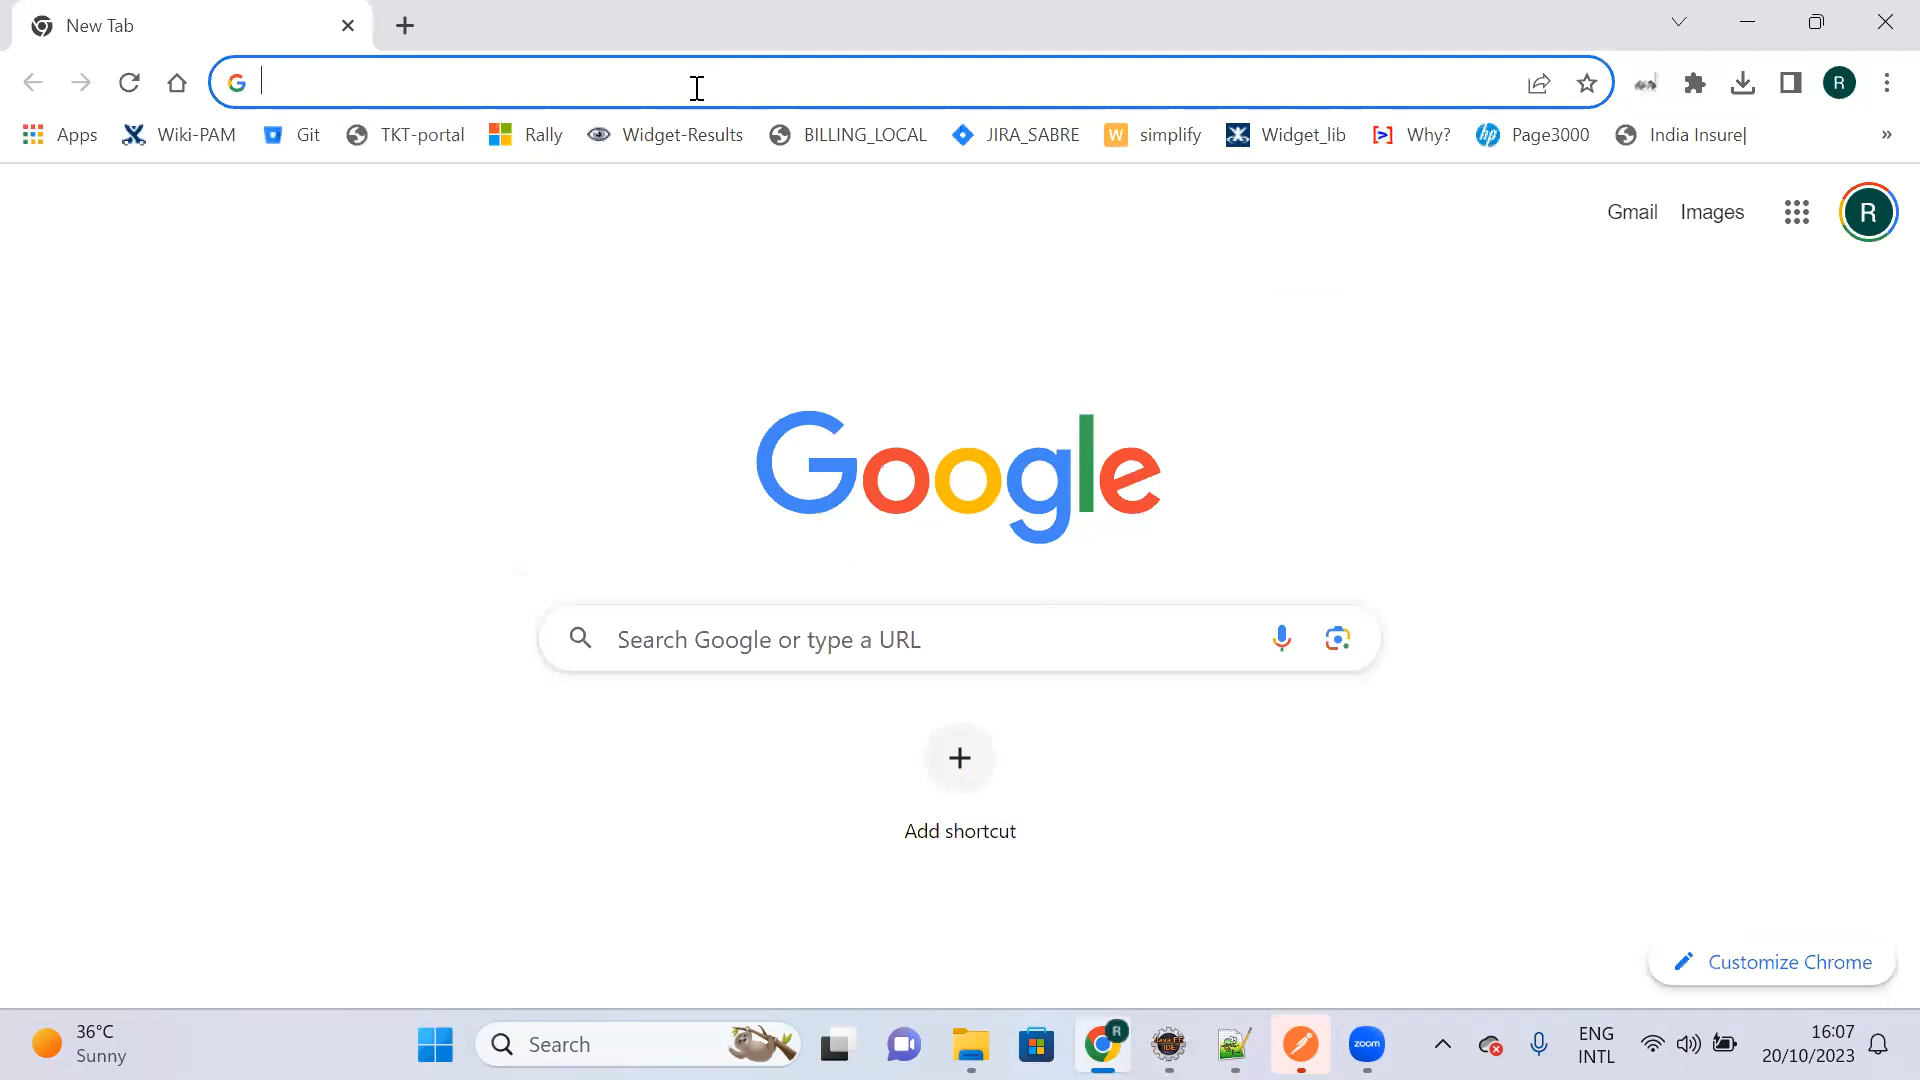 New Tab
Apps Wiki-PAM Git TKT-portal Rally Widget-Results BILLING_LOCAL JIRA_SABRE simplify Widget_lib Why? Page3000 India Insure| »
Gmail Images R
Google
Search Google or type a URL
Add shortcut
Customize Chrome
36°C
Sunny
Search
zoom
ENG
INTL
16:07
20/10/2023